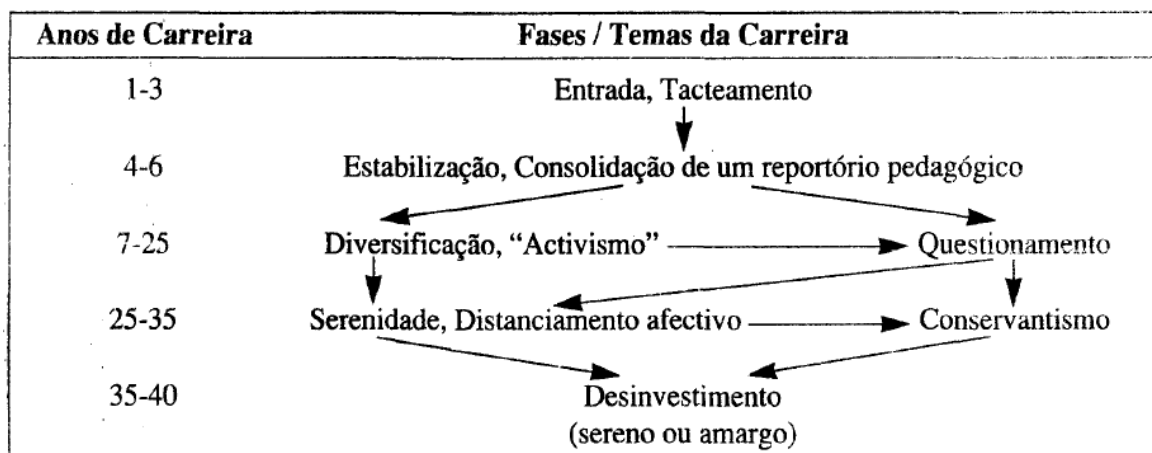 Anos de Carreira Fases / Temas da Carreira
1-3 Entrada, Tacteamento
4-6 Estabilização, Consolidação de um reportório pedagógico
7-25 Diversificação, “Activismo” Questionamento
25-35 Serenidade, Distanciamento afectivo Conservantismo
35-40 Desinvestimento
(sereno ou amargo)